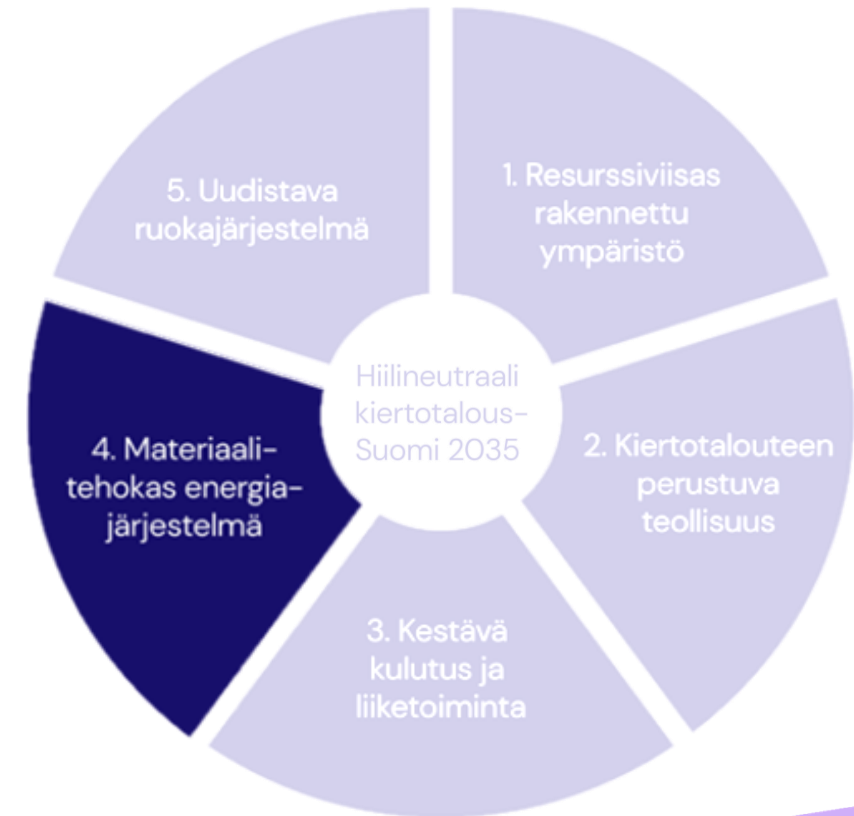 5. Uudistava
ruokajärjestelmä
1. Resurssiviisas
rakennettu
ympäristö
Hiilineutraali
kiertotalous-
Suomi 2035
4. Materiaali-
tehokas energia-
järjestelmä
2. Kiertotalouteen
perustuva
teollisuus
3. Kestävä
kulutus ja
liiketoiminta